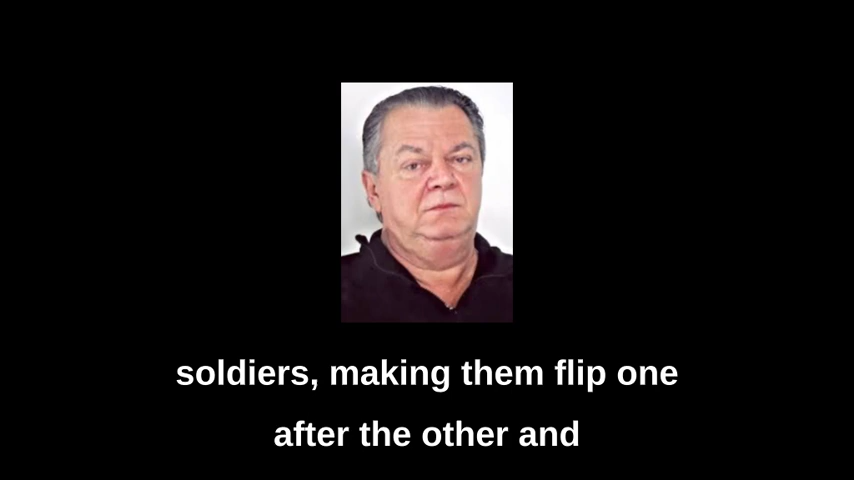 soldiers, making them flip one
after the other and